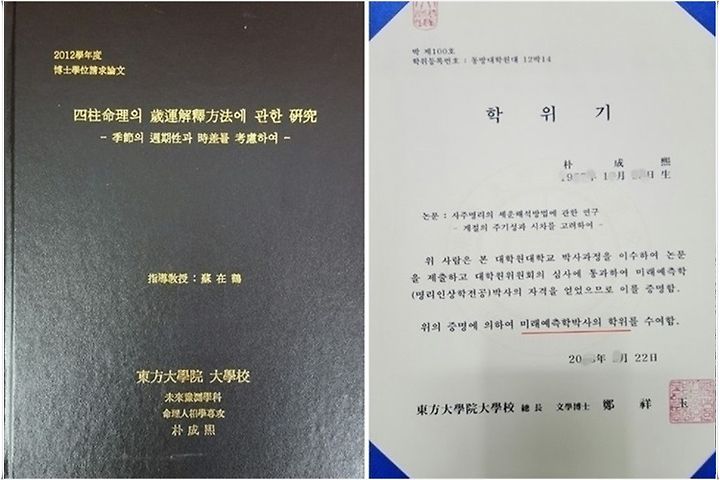 2012學年度
博士學位請求論文
四柱命理의 歲運解釋方法에 관한 硏究
- 季節의 週期性과 時差를 考慮하여 -
指導敎授 : 蘇在鶴
東方大學院 大學校
未來豫測學科
命理人相學專攻
朴成熙
박 제100호
학위등록번호 : 동방대학원대 12박14
학 위 기
朴 成 熙
생 生
논문 : 사주명리의 세운해석방법에 관한 연구
- 계절의 주기성과 시차를 고려하여 -
위 사람은 본 대학원대학교 박사과정을 이수하여 논문
을 제출하고 대학원위원회의 심사에 통과하여 미래예측학
(명리인상학전공)박사의 자격을 얻었으므로 이를 증명함.
위의 증명에 의하여 미래예측학박사의 학위를 수여함.
20 년 월 22일
東方大學院大學校 總長 文學博士 鄭 祥 玉